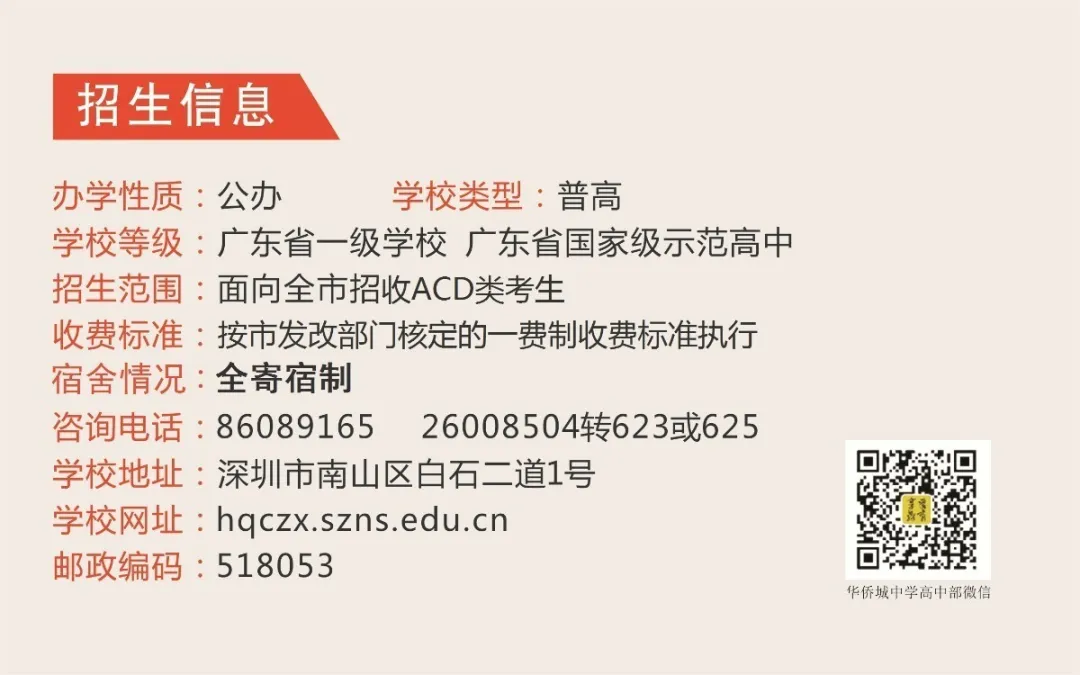 招生信息
办学性质：公办 学校类型：普高
学校等级：广东省一级学校 广东省国家级示范高中
招生范围：面向全市招收ACD类考生
收费标准：按市发改部门核定的一费制收费标准执行
宿舍情况：全寄宿制
咨询电话：86089165 26008504转623或625
学校地址：深圳市南山区白石二道1号
学校网址：hqczx.szns.edu.cn
邮政编码：518053
华侨城中学高中部微信